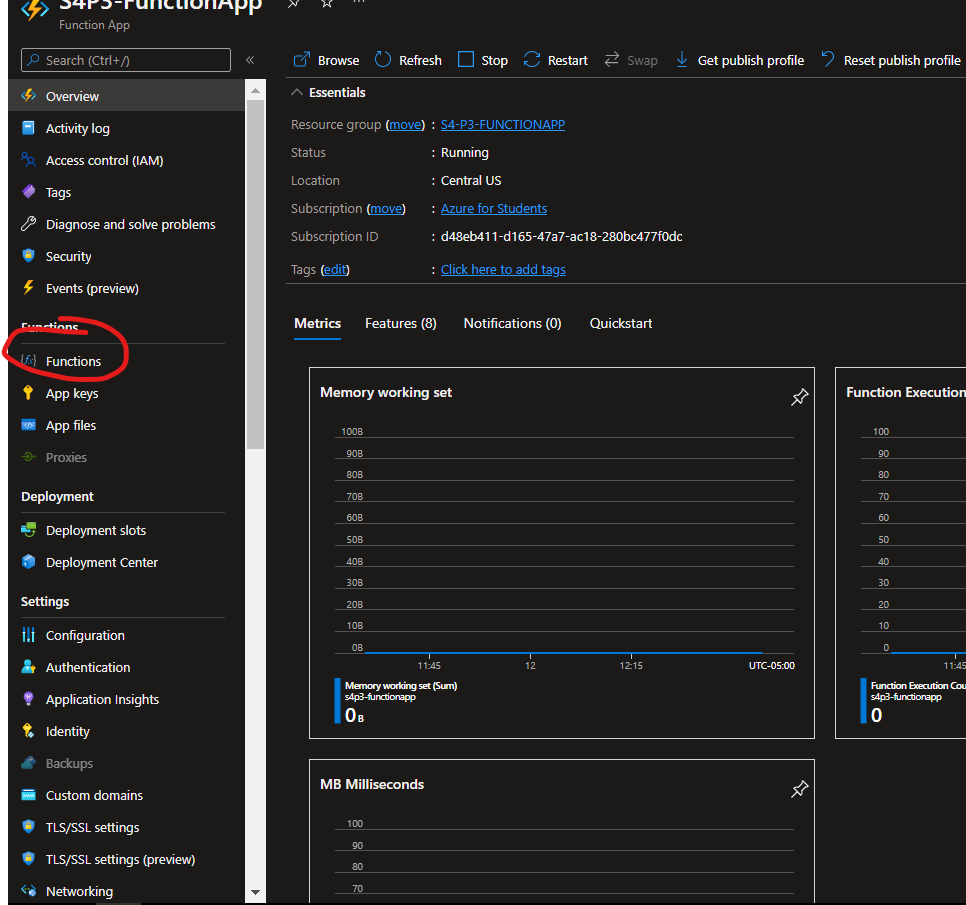 S4P3-FunctionApp
Function App
Search (Ctrl+/)
«
Browse
Refresh
Stop
Restart
Swap
Get publish profile
Reset publish profile
Overview
Activity log
Access control (IAM)
Tags
Diagnose and solve problems
Security
Events (preview)
Functions
Functions
App keys
App files
Proxies
Deployment
Deployment slots
Deployment Center
Settings
Configuration
Authentication
Application Insights
Identity
Backups
Custom domains
TLS/SSL settings
TLS/SSL settings (preview)
Networking
Essentials
Resource group (move) : S4-P3-FUNCTIONAPP
Status : Running
Location : Central US
Subscription (move) : Azure for Students
Subscription ID : d48eb411-d165-47a7-ac18-280bc477f0dc
Tags (edit) : Click here to add tags
Metrics
Features (8)
Notifications (0)
Quickstart
Memory working set
100B
90B
80B
70B
60B
50B
40B
30B
20B
10B
0B
11:45
12
12:15
UTC-05:00
Memory working set (Sum)
s4p3-functionapp
0 B
Function Execution
100
90
80
70
60
50
40
30
20
10
0
11:45
Function Execution Cou
s4p3-functionapp
0
MB Milliseconds
100
90
80
70